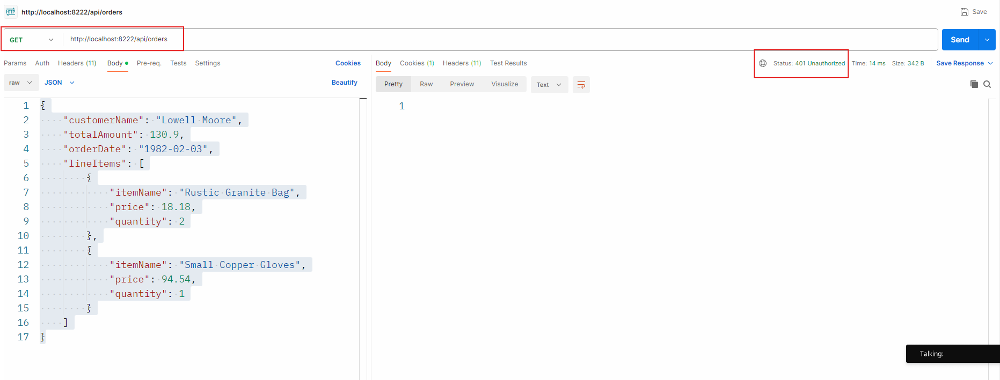 HTTP http://localhost:8222/api/orders Save
GET http://localhost:8222/api/orders Send
Params Auth Headers (11) Body Pre-req. Tests Settings Cookies
raw JSON Beautify
1 {
2 "customerName": "Lowell Moore",
3 "totalAmount": 130.9,
4 "orderDate": "1982-02-03",
5 "lineItems": [
6 {
7 "itemName": "Rustic Granite Bag",
8 "price": 18.18,
9 "quantity": 2
10 },
11 {
12 "itemName": "Small Copper Gloves",
13 "price": 94.54,
14 "quantity": 1
15 }
16 ]
17 }
Body Cookies (1) Headers (11) Test Results Status: 401 Unauthorized Time: 14 ms Size: 342 B Save Response
Pretty Raw Preview Visualize Text
1
Talking: